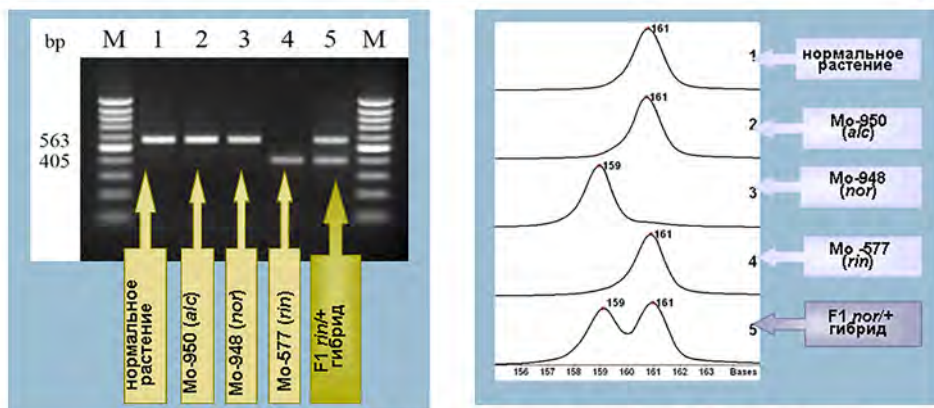 bp M 1 2 3 4 5 M
563
405
нормальное
растение
Mo-950 (alc)
Mo-948 (nor)
Mo-577 (rin)
F1 rin/+
гибрид
161
1
нормальное
растение
161
2
Mo-950
(alc)
159
3
Mo-948
(nor)
161
4
Mo -577
(rin)
159 161
5
F1 nor/+
гибрид
156 157 158 159 160 161 162 163 Bases